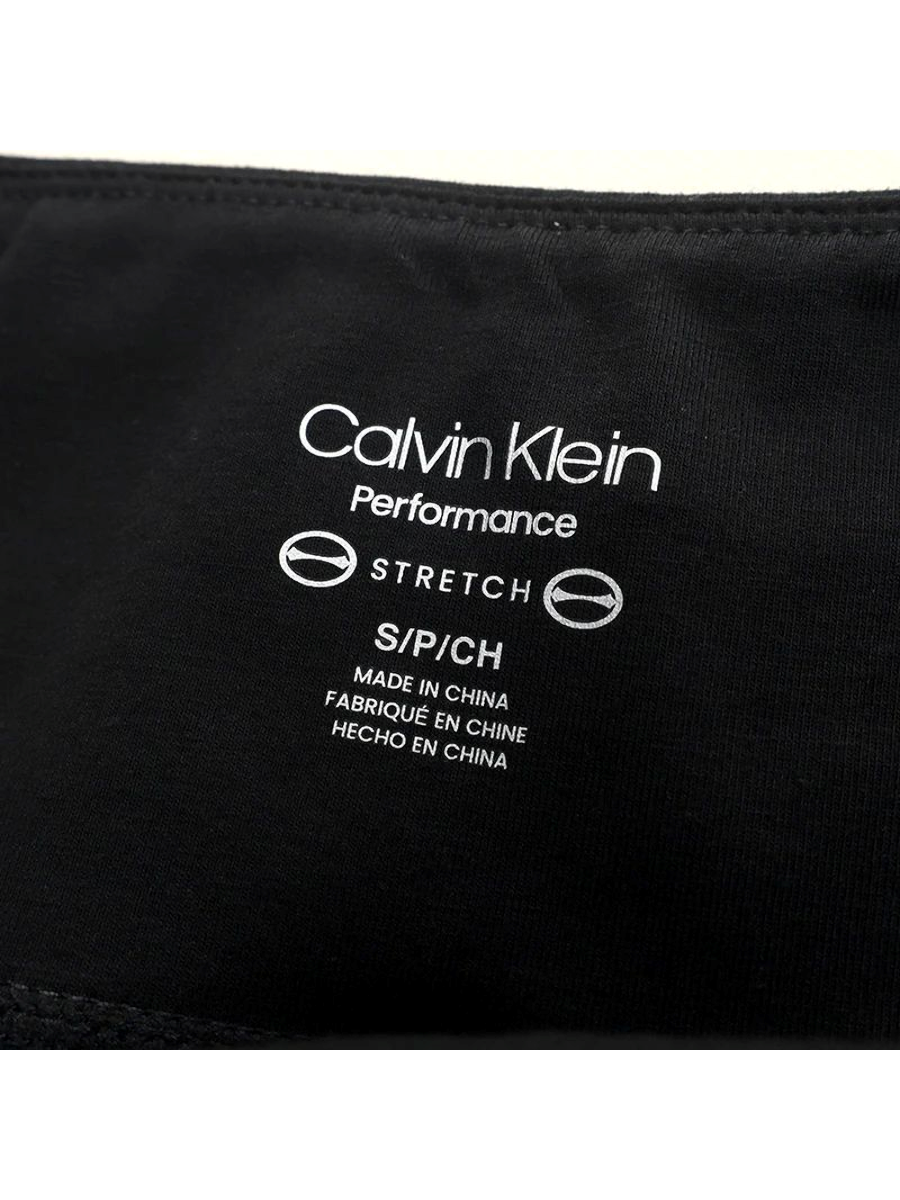 Calvin Klein
Performance
STRETCH
S/P/CH
MADE IN CHINA
FABRIQUÉ EN CHINE
HECHO EN CHINA